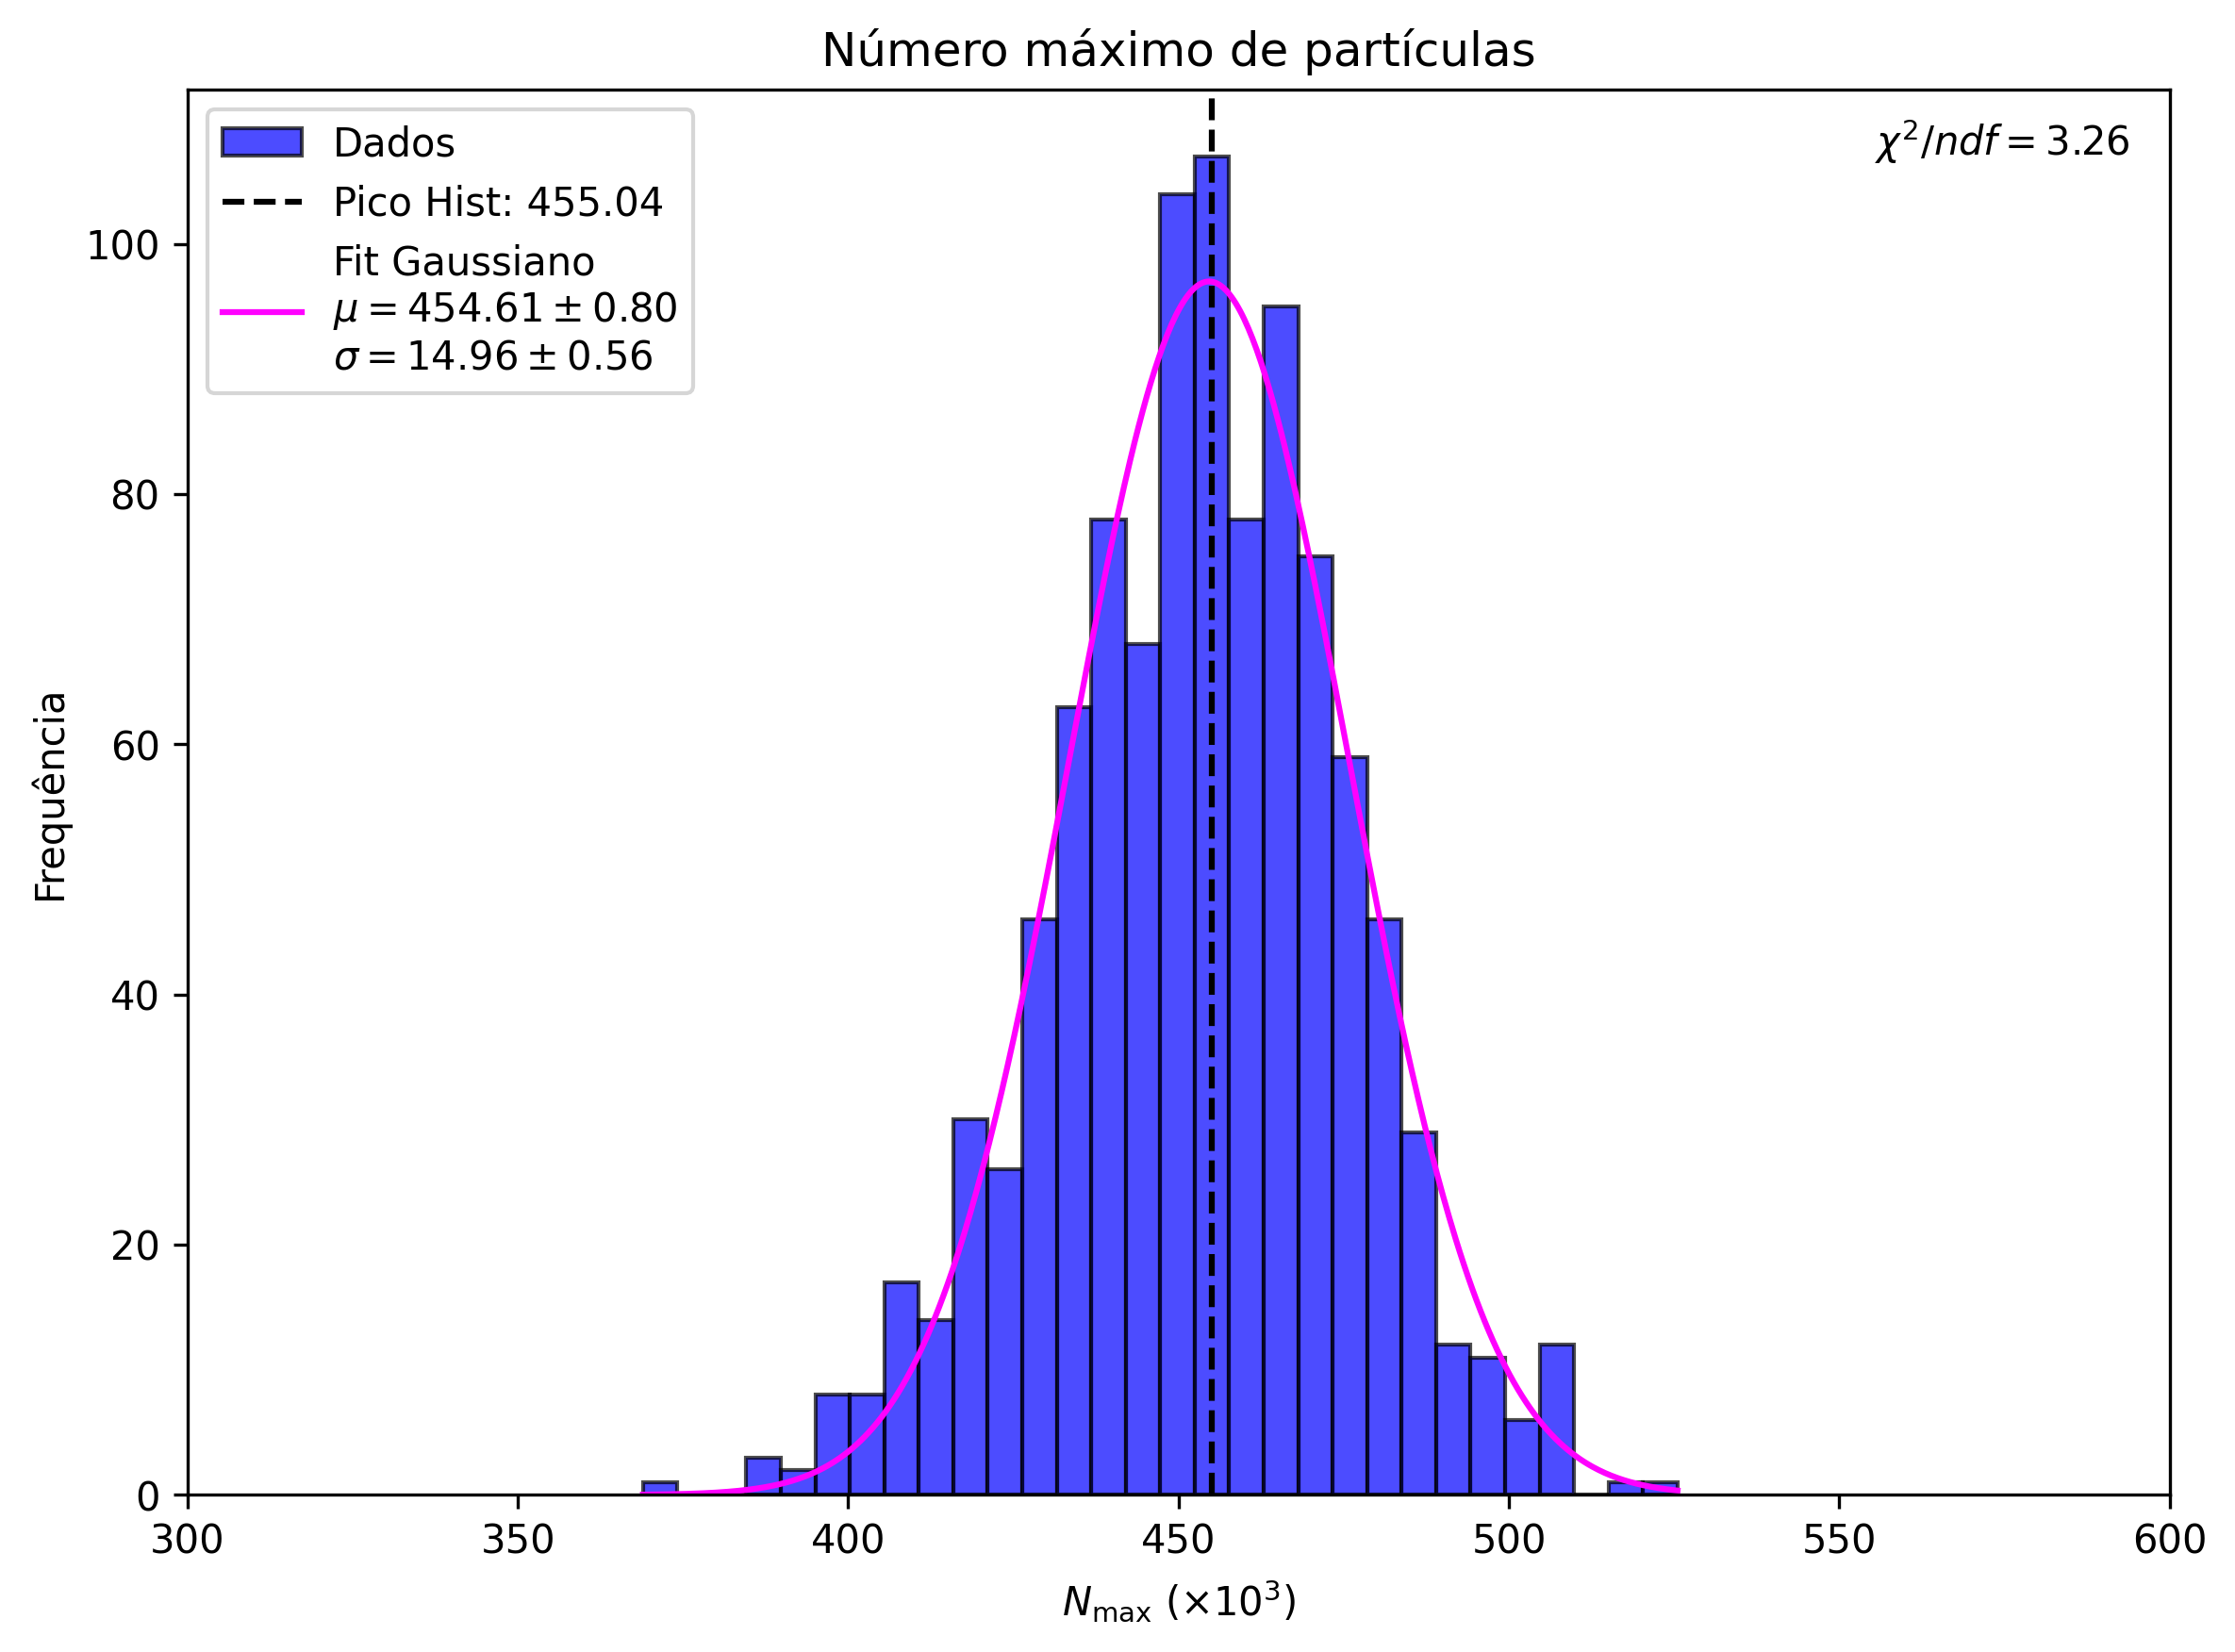 Número máximo de partículas
Dados
Pico Hist: 455.04
Fit Gaussiano
μ = 454.61 ± 0.80
σ = 14.96 ± 0.56
χ²/ndf = 3.26
Frequência
100
80
60
40
20
0
300 350 400 450 500 550 600
N_max (×10³)